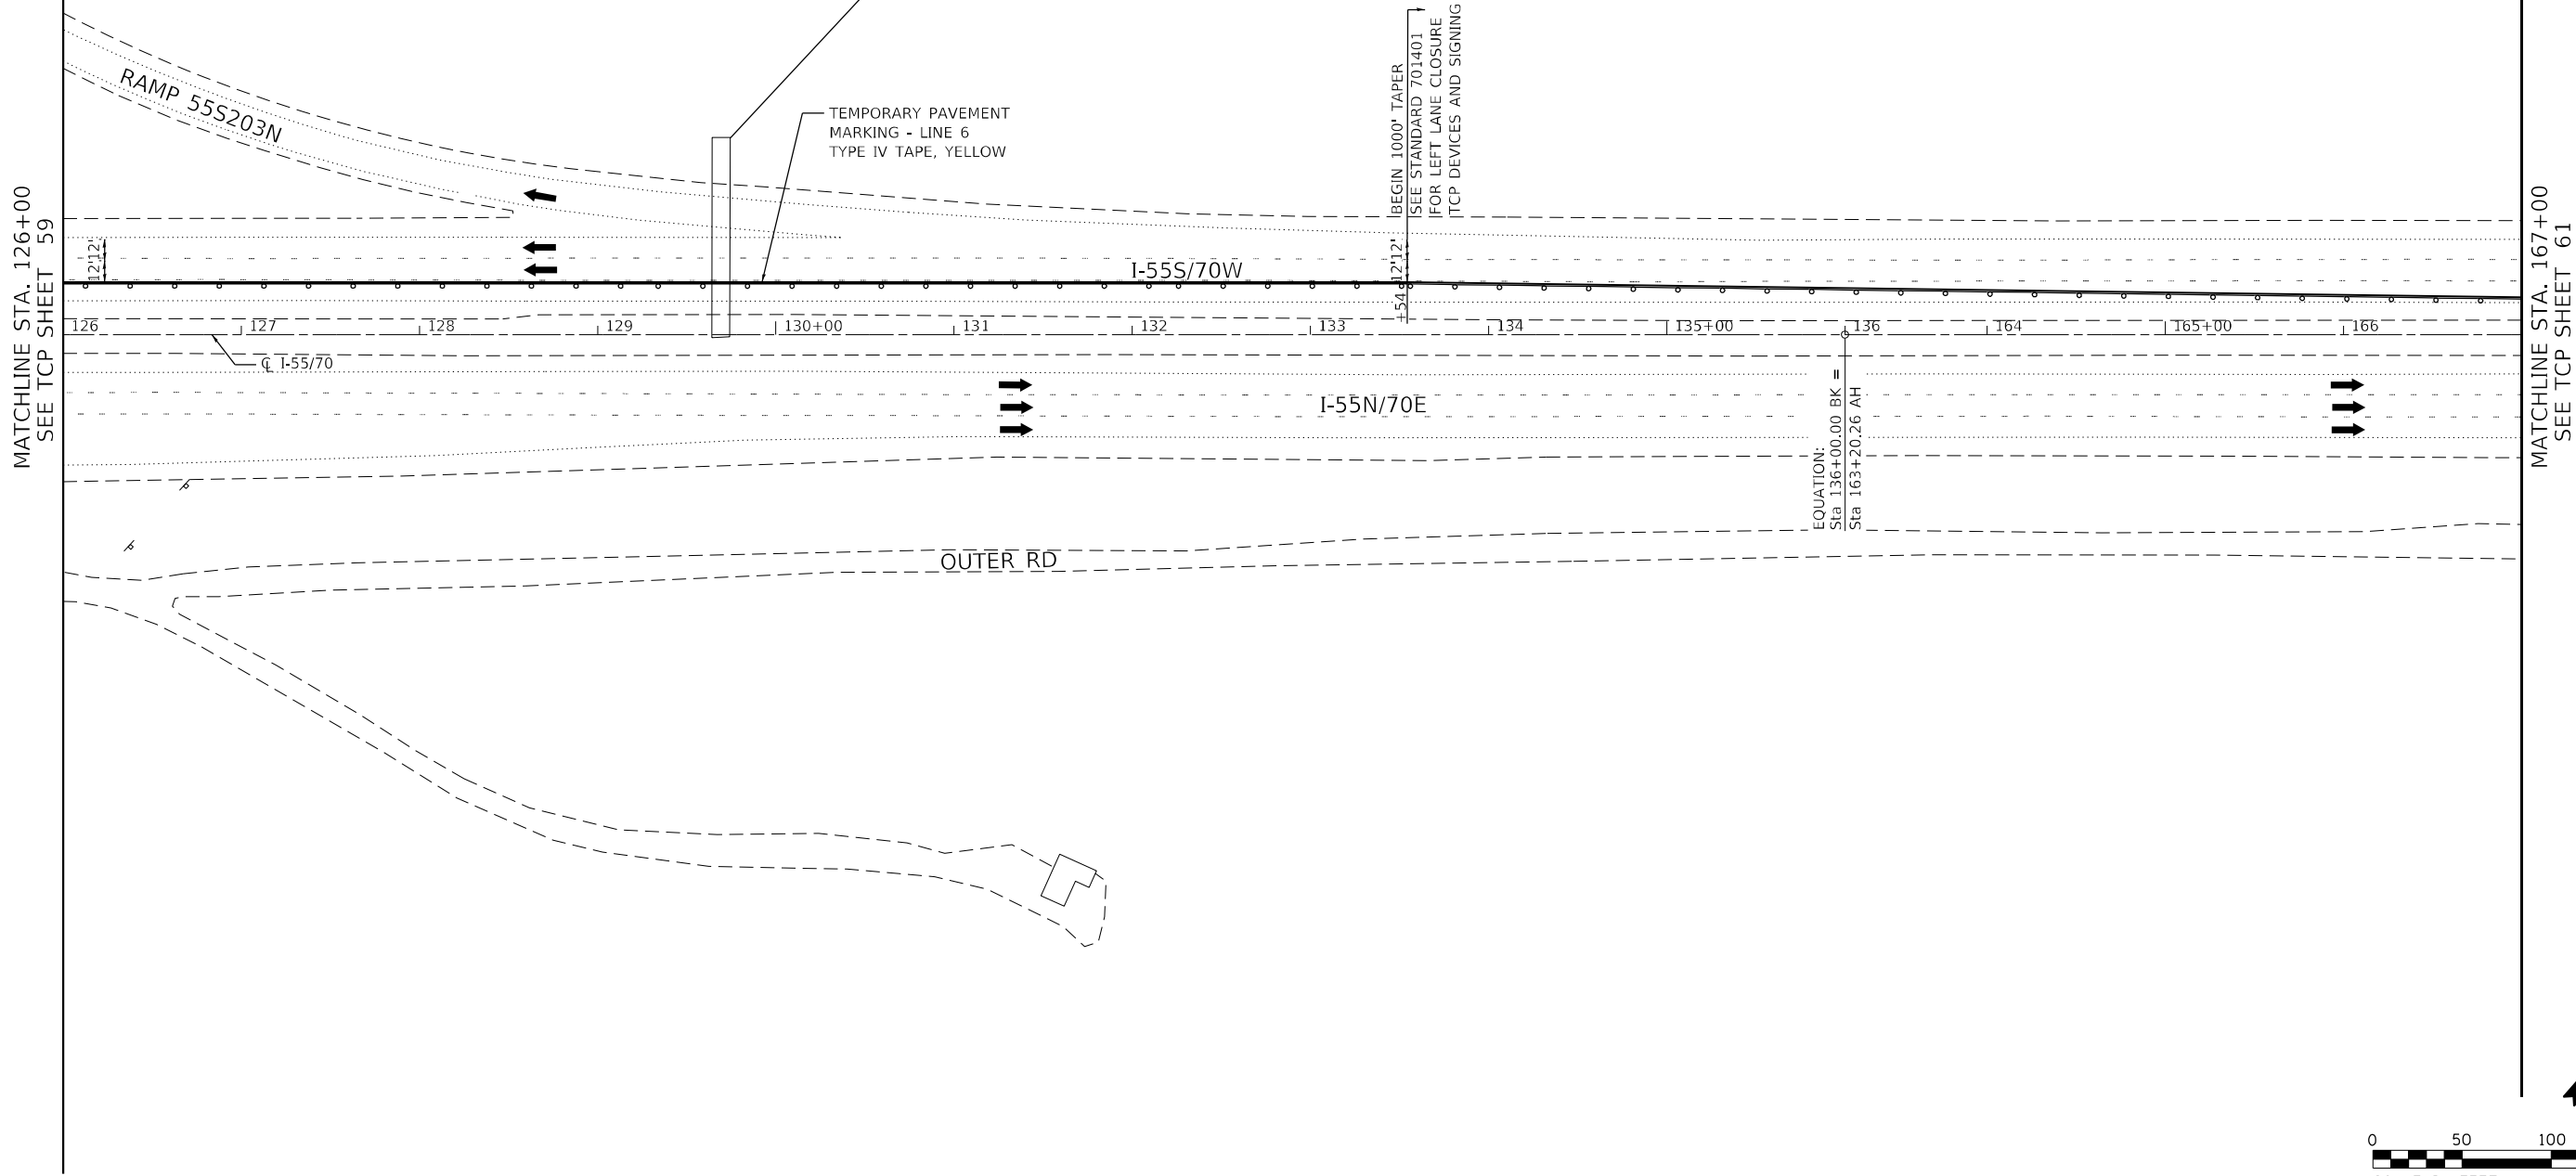 MATCHLINE STA. 126+00
SEE TCP SHEET 59
RAMP 55S203N
TEMPORARY PAVEMENT
MARKING - LINE 6
TYPE IV TAPE, YELLOW
BEGIN 1000' TAPER
SEE STANDARD 701401
FOR LEFT LANE CLOSURE
TCP DEVICES AND SIGNING
12' 12'
+54
12' 12'
I-55S/70W
126 127 128 129 130+00 131 132 133 134 135+00 136 164 165+00 166
℄ I-55/70
I-55N/70E
EQUATION:
Sta 136+00.00 BK =
Sta 163+20.26 AH
OUTER RD
MATCHLINE STA. 167+00
SEE TCP SHEET 61
0 50 100